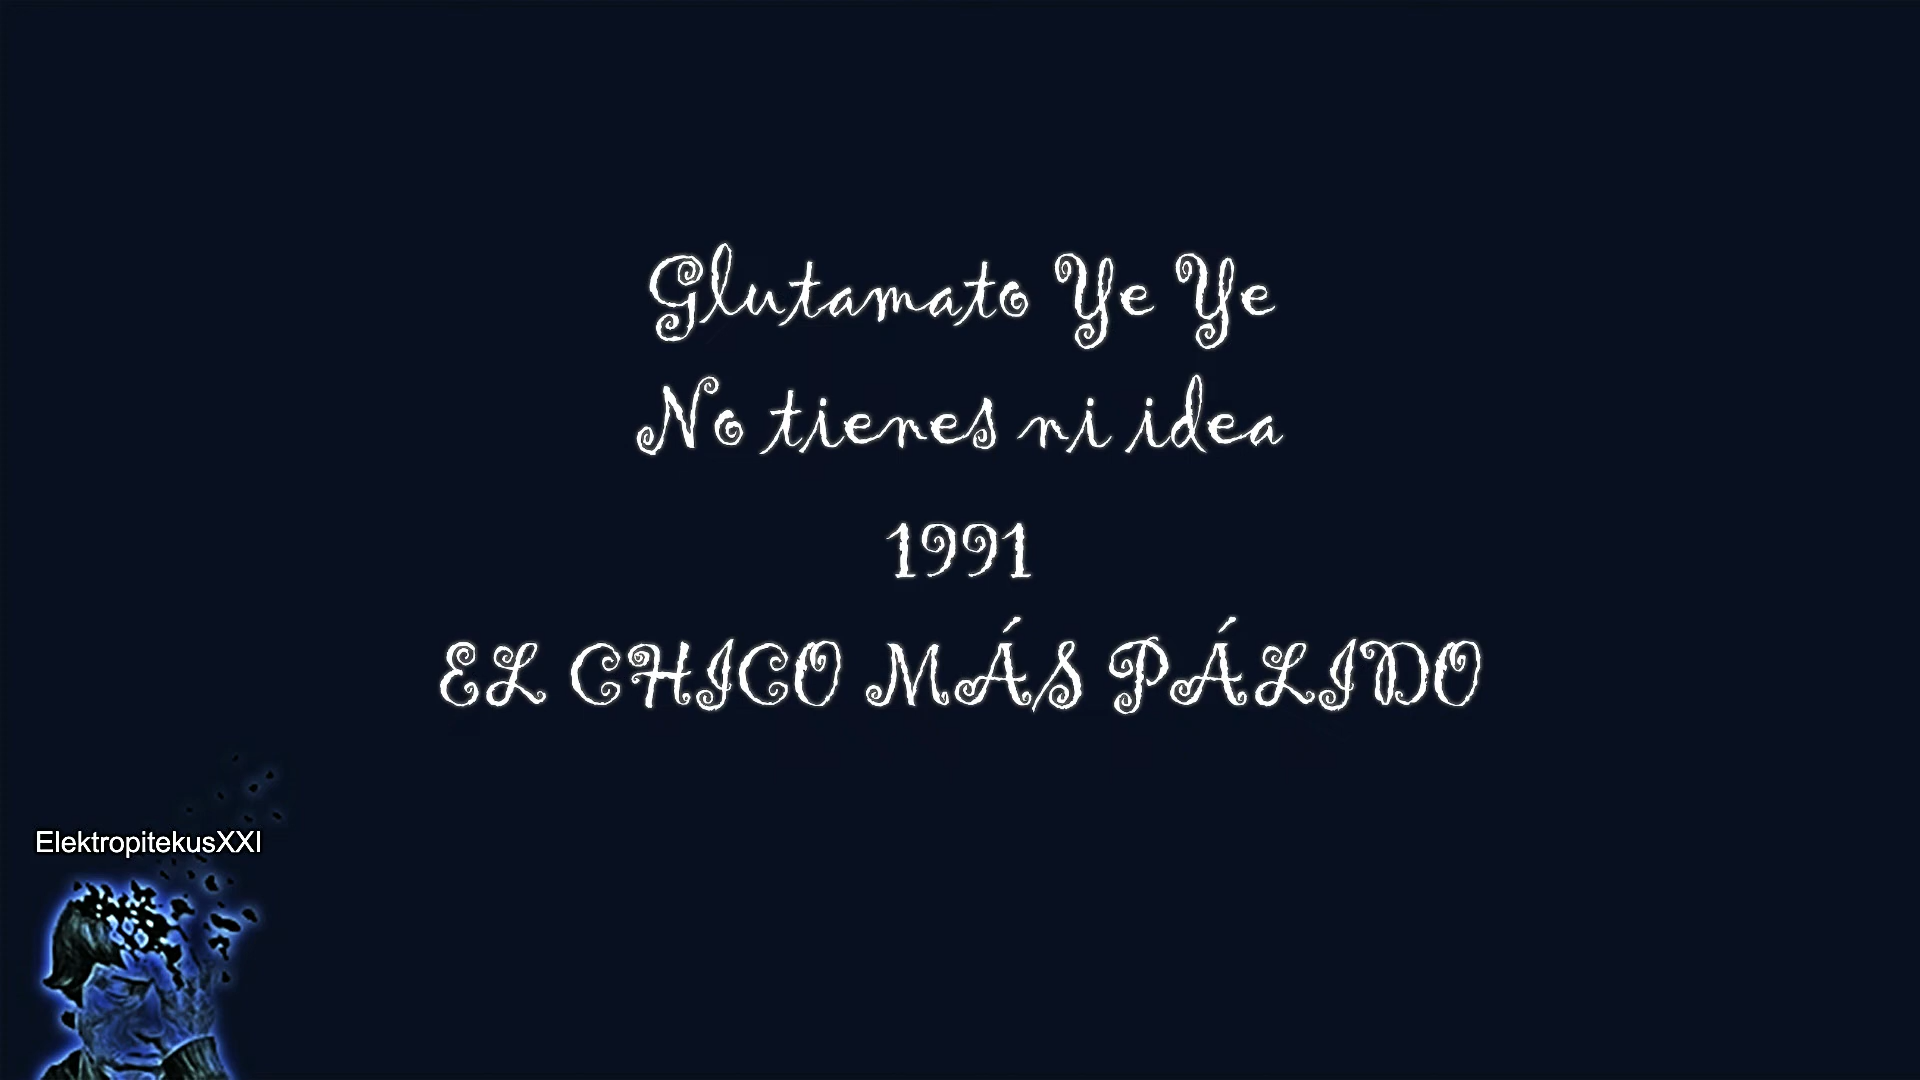 Glutamato Ye Ye
No tienes ni idea
1991
EL CHICO MÁS PÁLIDO
ElektropitekusXXI